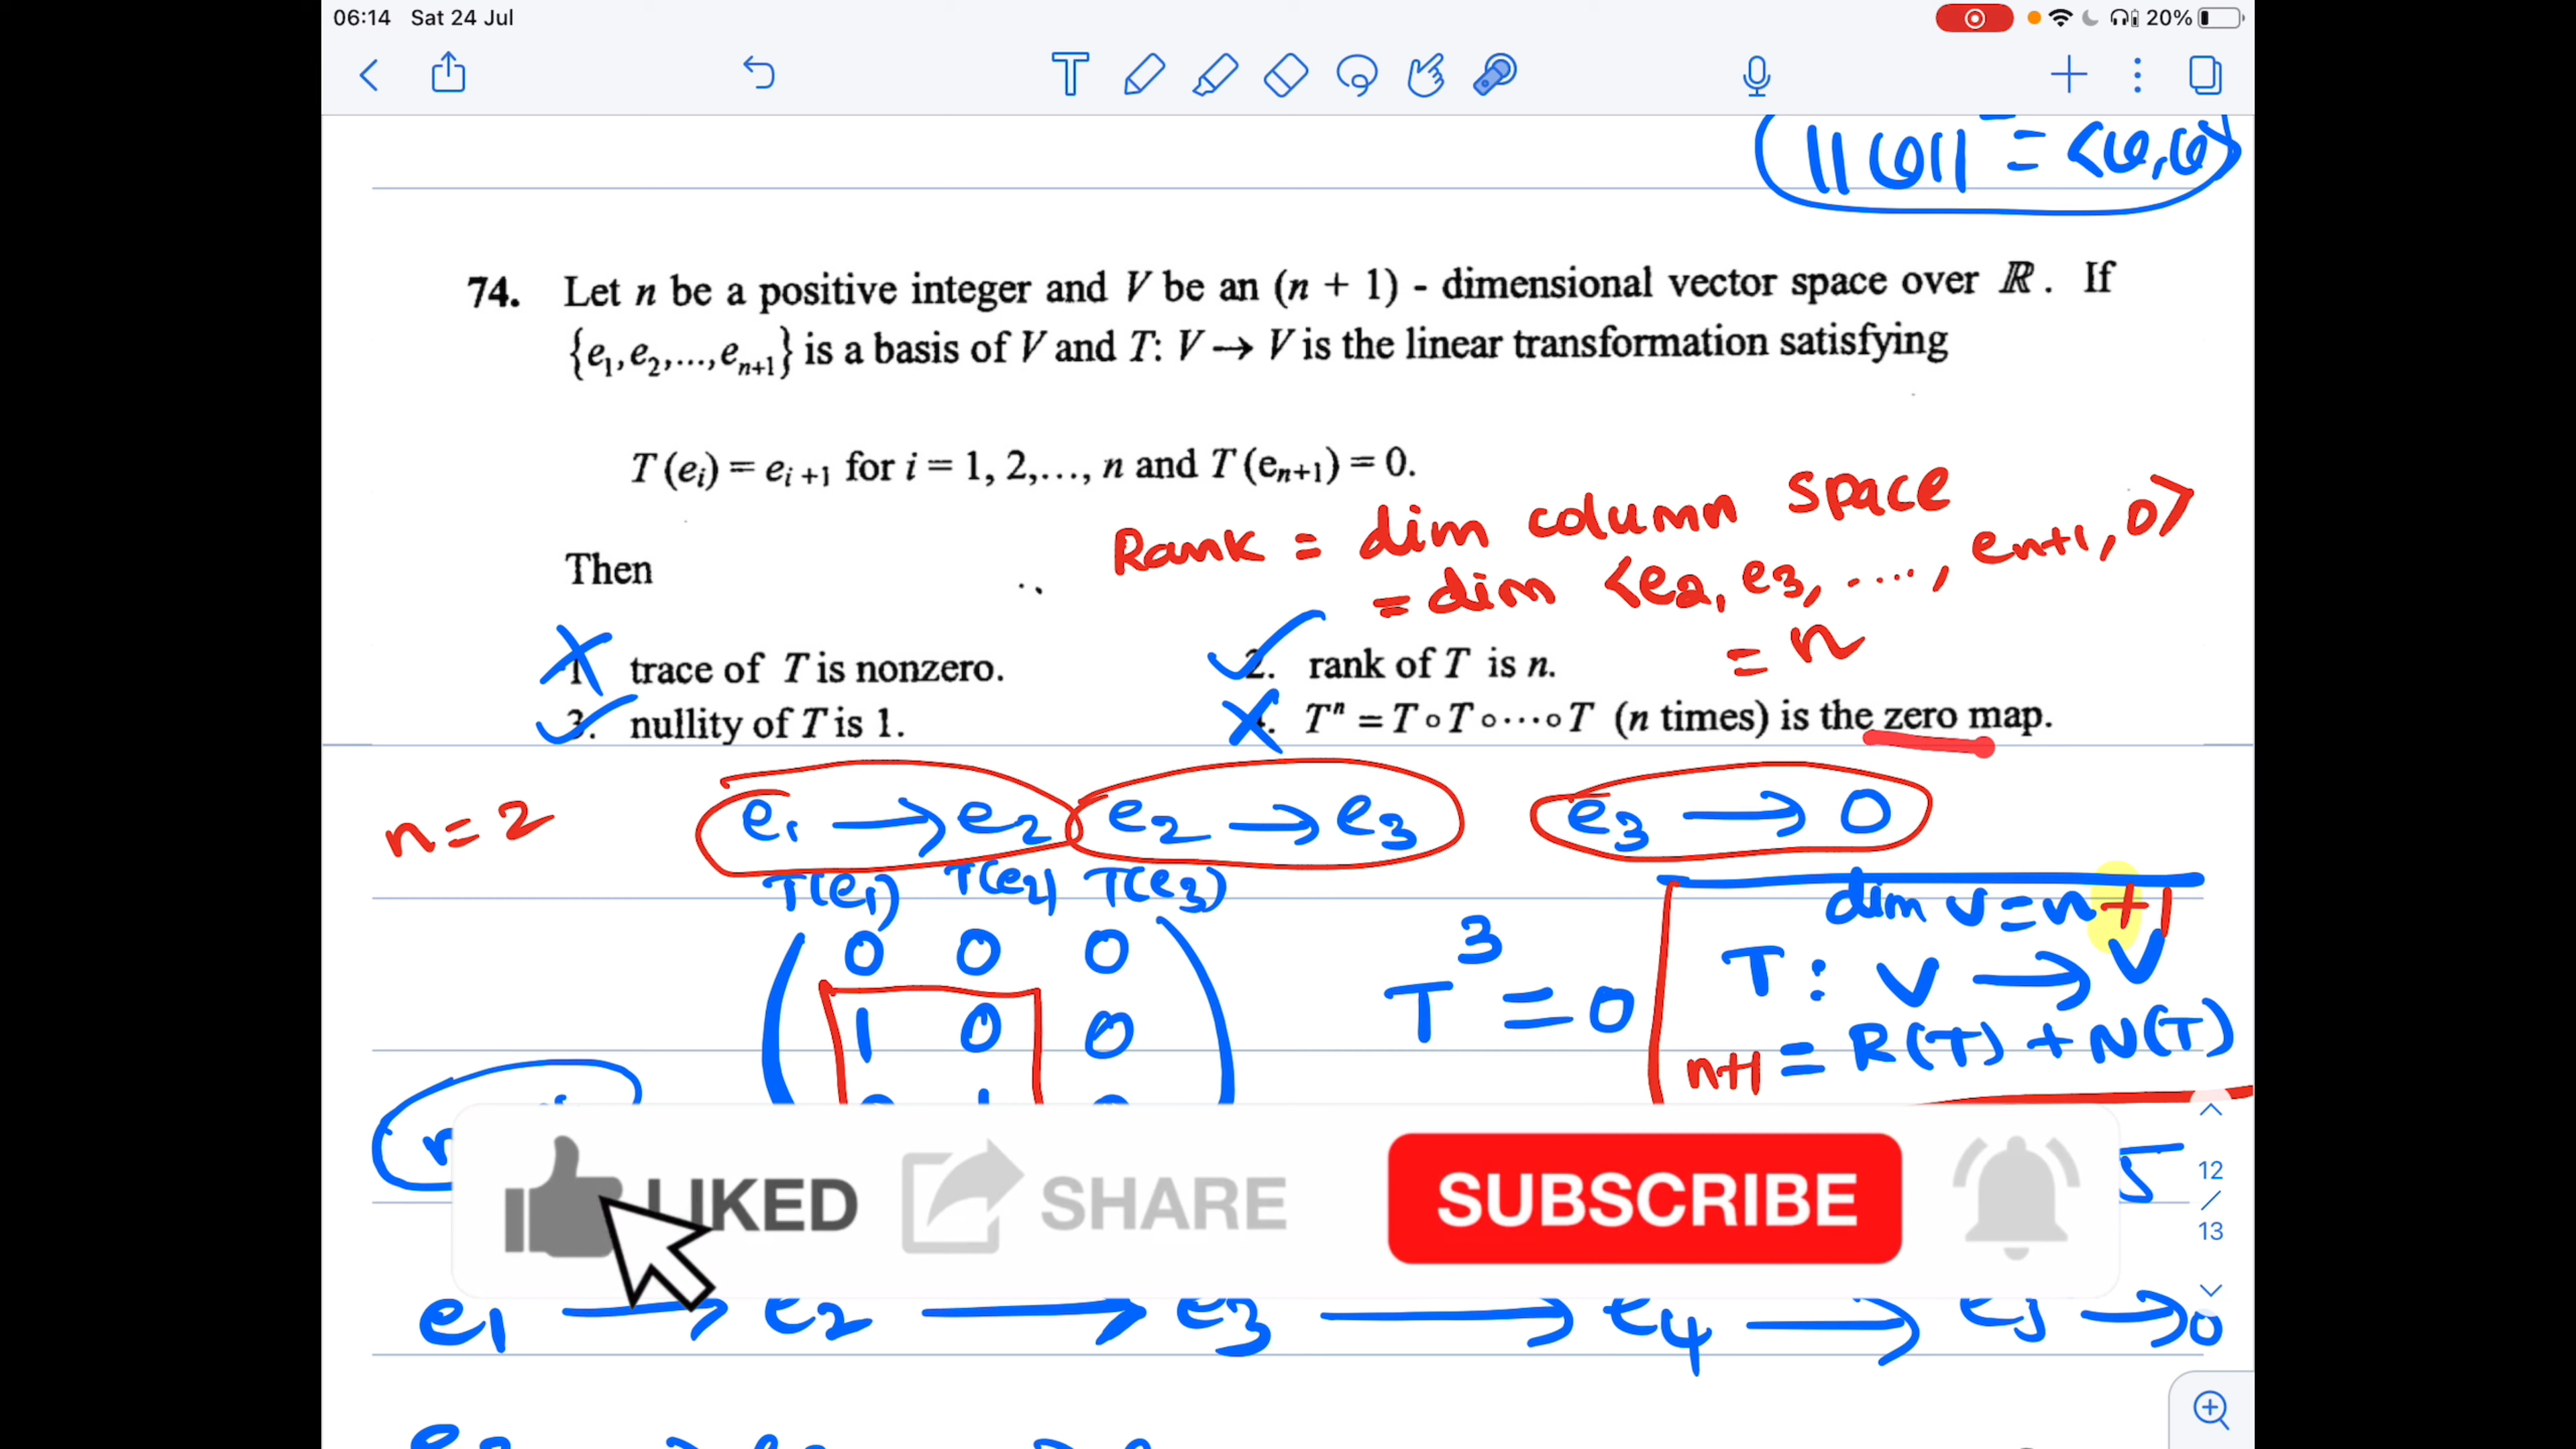 06:14 Sat 24 Jul 20%
74. Let n be a positive integer and V be an (n + 1) - dimensional vector space over ℝ. If
{e₁,e₂,...,eₙ₊₁} is a basis of V and T: V → V is the linear transformation satisfying
T(eᵢ) = eᵢ₊₁ for i = 1, 2,..., n and T(eₙ₊₁) = 0.
Rank = dim column space
Then
= dim <e₂, e₃, ...., eₙ₊₁, 0>
= n
1. trace of T is nonzero. 2. rank of T is n.
3. nullity of T is 1. 4. Tⁿ = T∘T∘⋯∘T (n times) is the zero map.
n=2 e₁ → e₂ e₂ → e₃ e₃ → 0
T(e₁) T(e₂) T(e₃)
dim V = n+1
0 0 0
T : V → V
1 0 0
T³ = 0
n+1 = R(T) + N(T)
LIKED SHARE SUBSCRIBE
5
12
/
13
e₁ → e₂ → e₃ → e₄ → e₅ → 0